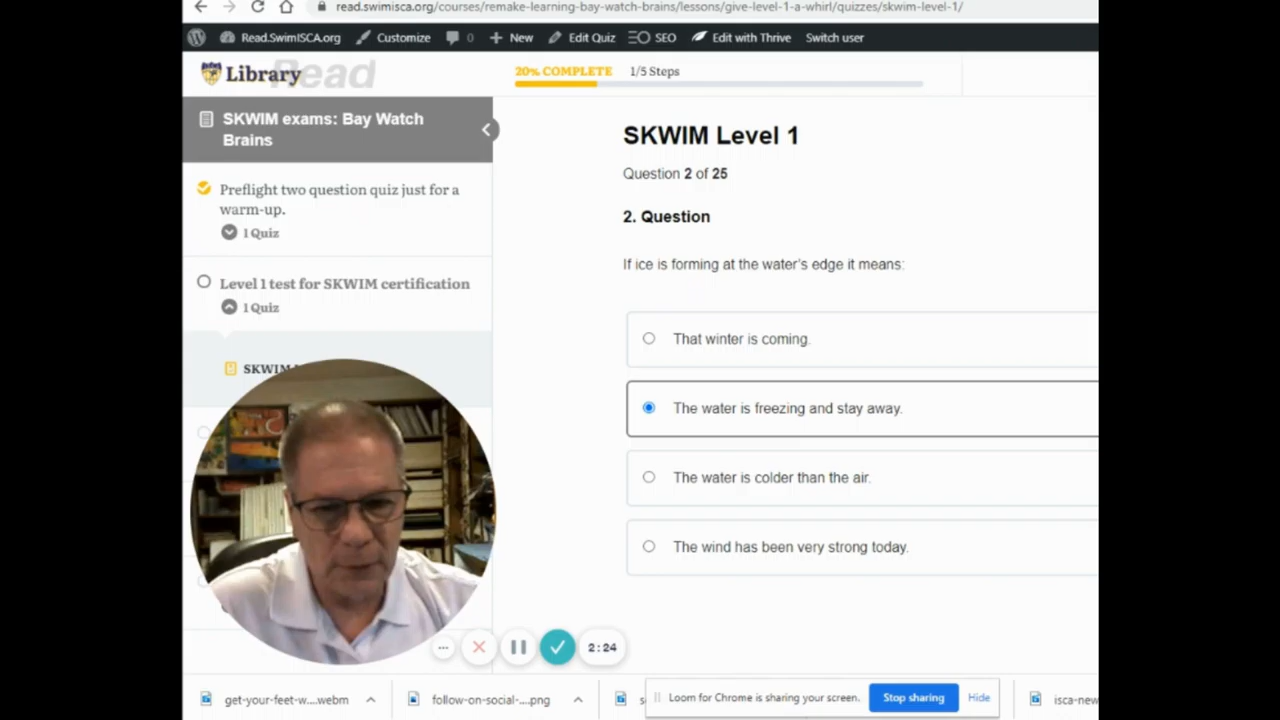 read.swimisca.org/courses/remake-learning-bay-watch-brains/lessons/give-level-1-a-whirl/quizzes/skwim-level-1/
Read.SwimISCA.org Customize 0 New Edit Quiz SEO Edit with Thrive Switch user
Library Read 20% COMPLETE 1/5 Steps
SKWIM exams: Bay Watch
Brains
Preflight two question quiz just for a
warm-up.
1 Quiz
Level 1 test for SKWIM certification
1 Quiz
SKWIM
SKWIM Level 1
Question 2 of 25
2. Question
If ice is forming at the water's edge it means:
That winter is coming.
The water is freezing and stay away.
The water is colder than the air.
The wind has been very strong today.
2:24
get-your-feet-w....webm
follow-on-social-....png
Loom for Chrome is sharing your screen. Stop sharing Hide
isca-new